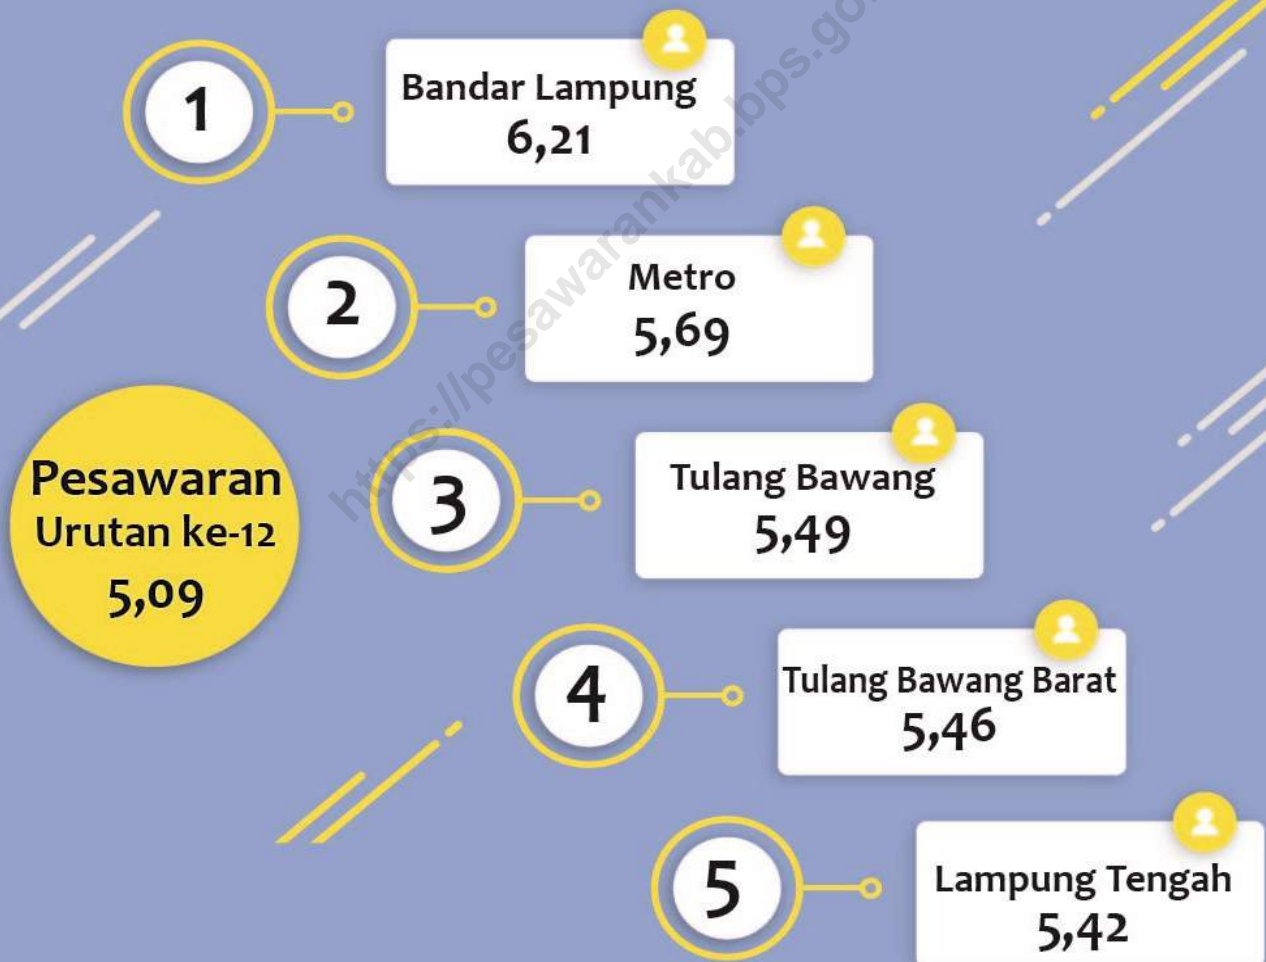 1
Bandar Lampung
6,21
2
Metro
5,69
3
Tulang Bawang
5,49
Pesawaran
Urutan ke-12
5,09
4
Tulang Bawang Barat
5,46
5
Lampung Tengah
5,42
https://pesawarankab.bps.go